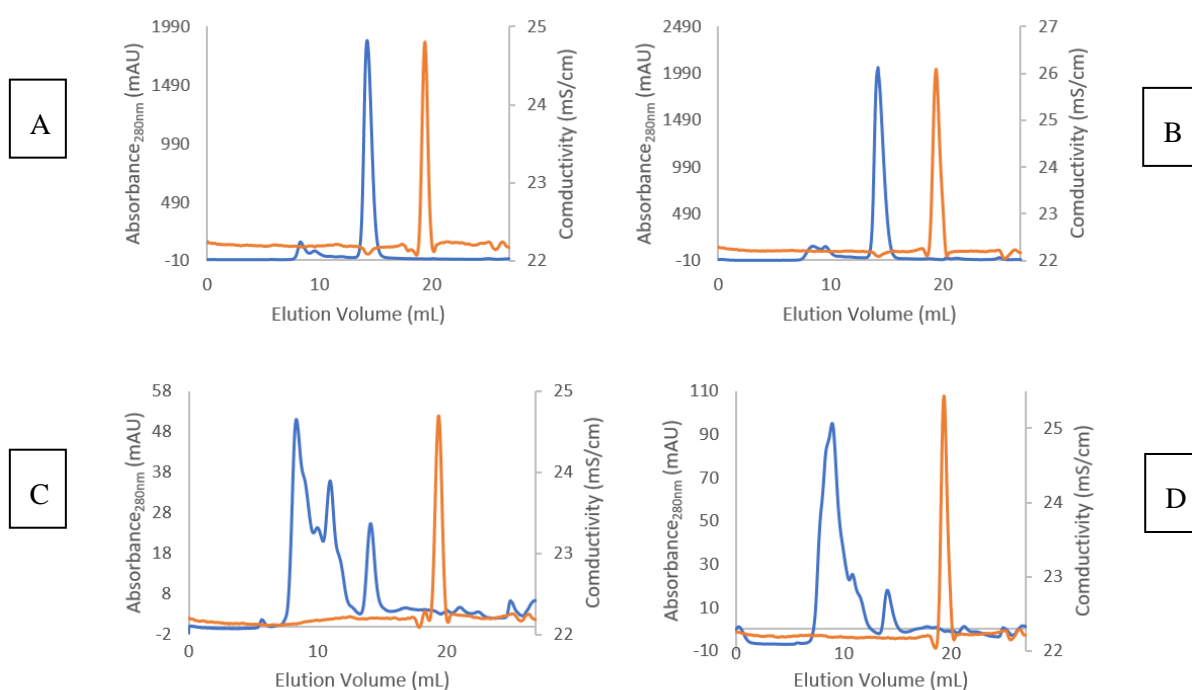 A
1990
1490
990
490
-10
Absorbance280nm (mAU)
0 10 20
Elution Volume (mL)
25
24
23
22
Comductivity (mS/cm)
2490
1990
1490
990
490
-10
Absorbance280nm (mAU)
0 10 20
Elution Volume (mL)
27
26
25
24
23
22
Comductivity (mS/cm)
B
C
58
48
38
28
18
8
-2
Absorbance280nm (mAU)
0 10 20
Elution Volume (mL)
25
24
23
22
Comductivity (mS/cm)
110
90
70
50
30
10
-10
Absorbance280nm (mAU)
0 10 20
Elution Volume (mL)
25
24
23
22
Comductivity (mS/cm)
D